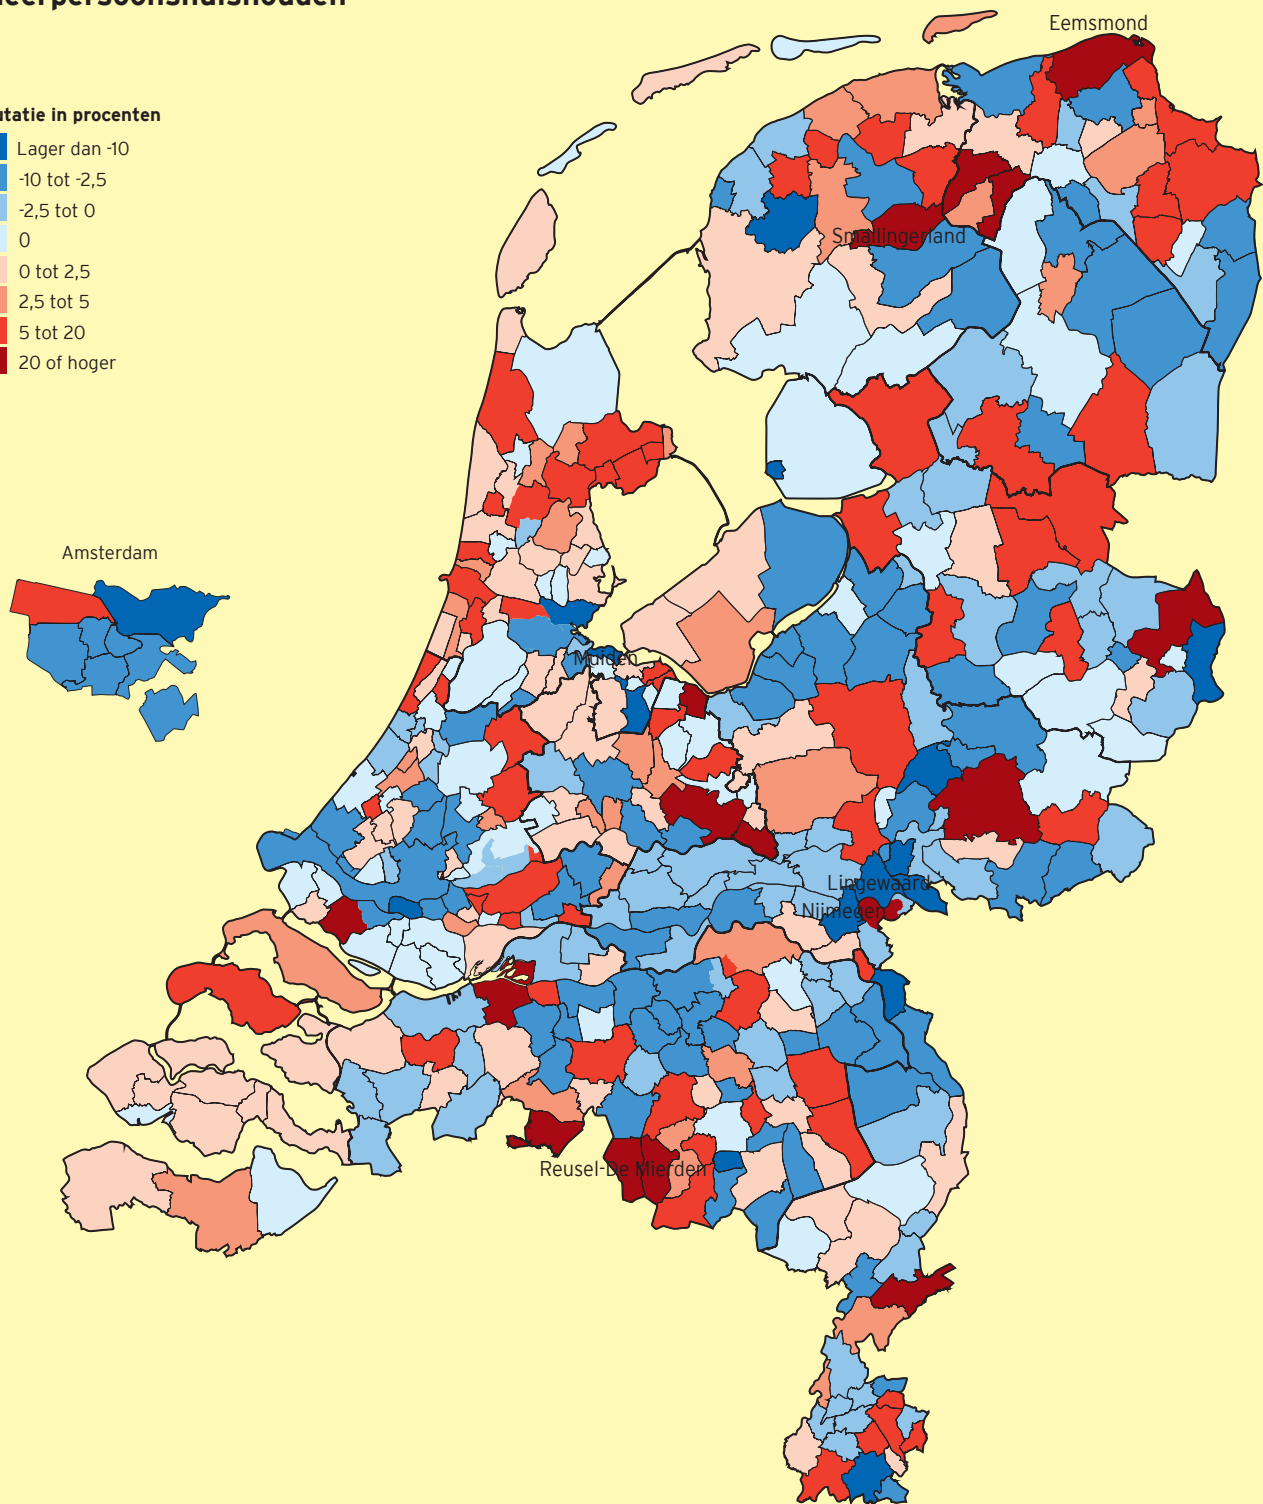 Eemsmond
tatie in procenten
Lager dan -10
-10 tot -2,5
-2,5 tot 0
0
0 tot 2,5
2,5 tot 5
5 tot 20
20 of hoger
Smallingerland
Amsterdam
Muiden
Lingewaard
Nijmegen
Reusel-De Mierden